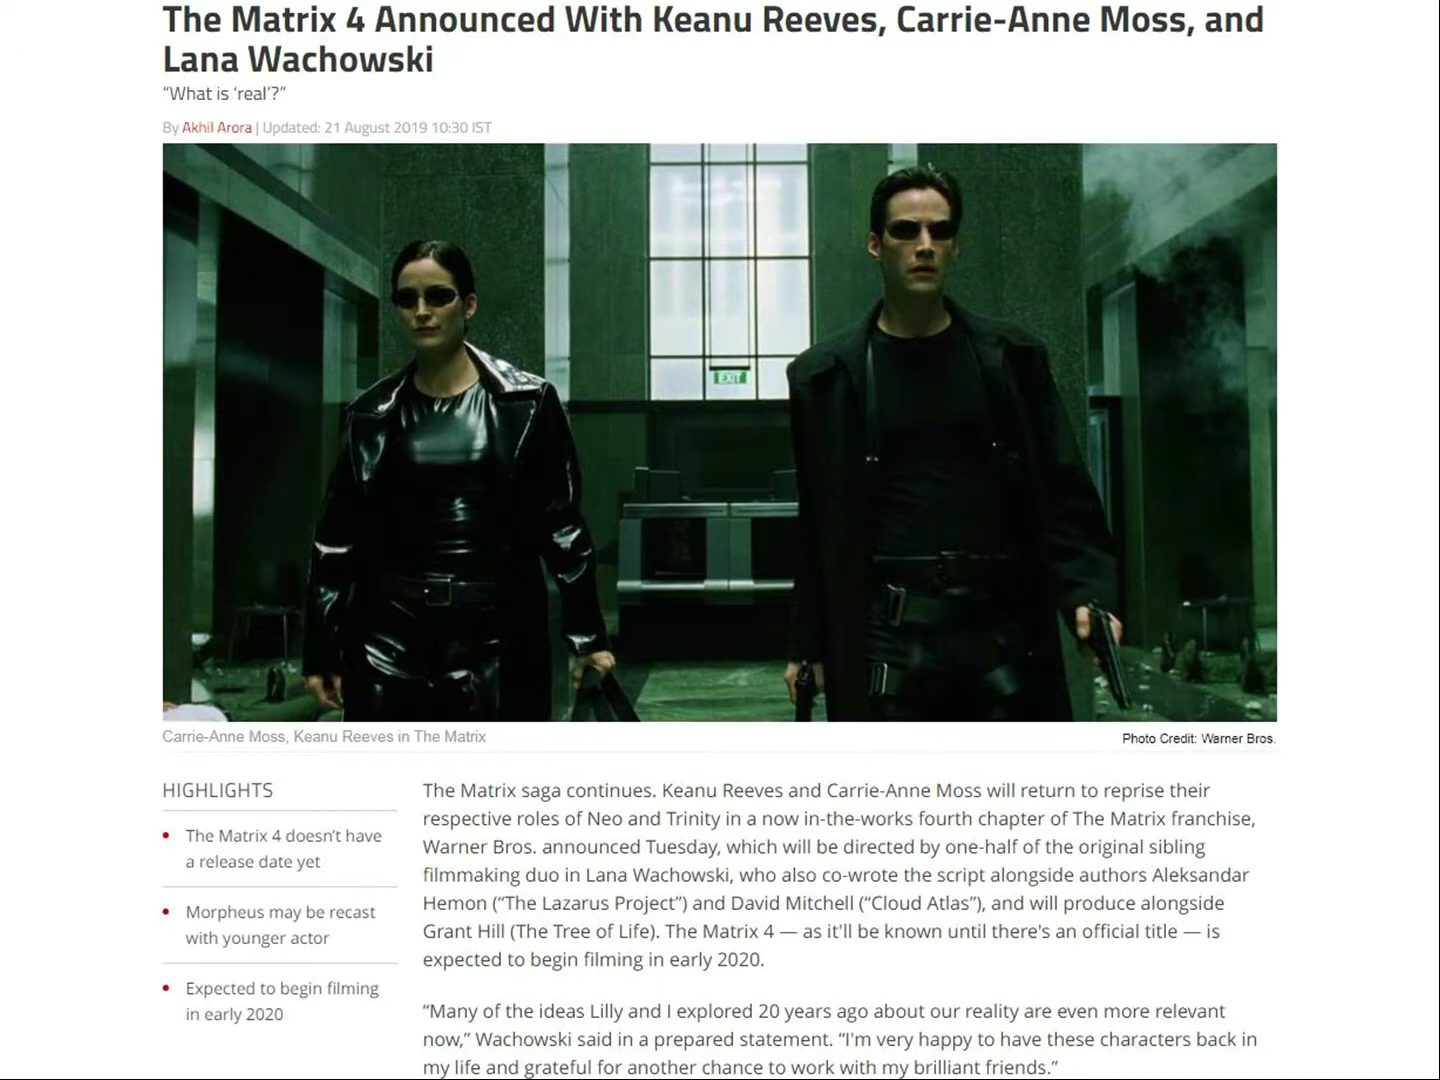 The Matrix 4 Announced With Keanu Reeves, Carrie-Anne Moss, and
Lana Wachowski
“What is ‘real’?”
By Akhil Arora | Updated: 21 August 2019 10:30 IST
EXIT
Carrie-Anne Moss, Keanu Reeves in The Matrix
Photo Credit: Warner Bros.
HIGHLIGHTS
The Matrix 4 doesn’t have
a release date yet
Morpheus may be recast
with younger actor
Expected to begin filming
in early 2020
The Matrix saga continues. Keanu Reeves and Carrie-Anne Moss will return to reprise their
respective roles of Neo and Trinity in a now in-the-works fourth chapter of The Matrix franchise,
Warner Bros. announced Tuesday, which will be directed by one-half of the original sibling
filmmaking duo in Lana Wachowski, who also co-wrote the script alongside authors Aleksandar
Hemon (“The Lazarus Project”) and David Mitchell (“Cloud Atlas”), and will produce alongside
Grant Hill (The Tree of Life). The Matrix 4 — as it'll be known until there's an official title — is
expected to begin filming in early 2020.
“Many of the ideas Lilly and I explored 20 years ago about our reality are even more relevant
now,” Wachowski said in a prepared statement. “I'm very happy to have these characters back in
my life and grateful for another chance to work with my brilliant friends.”